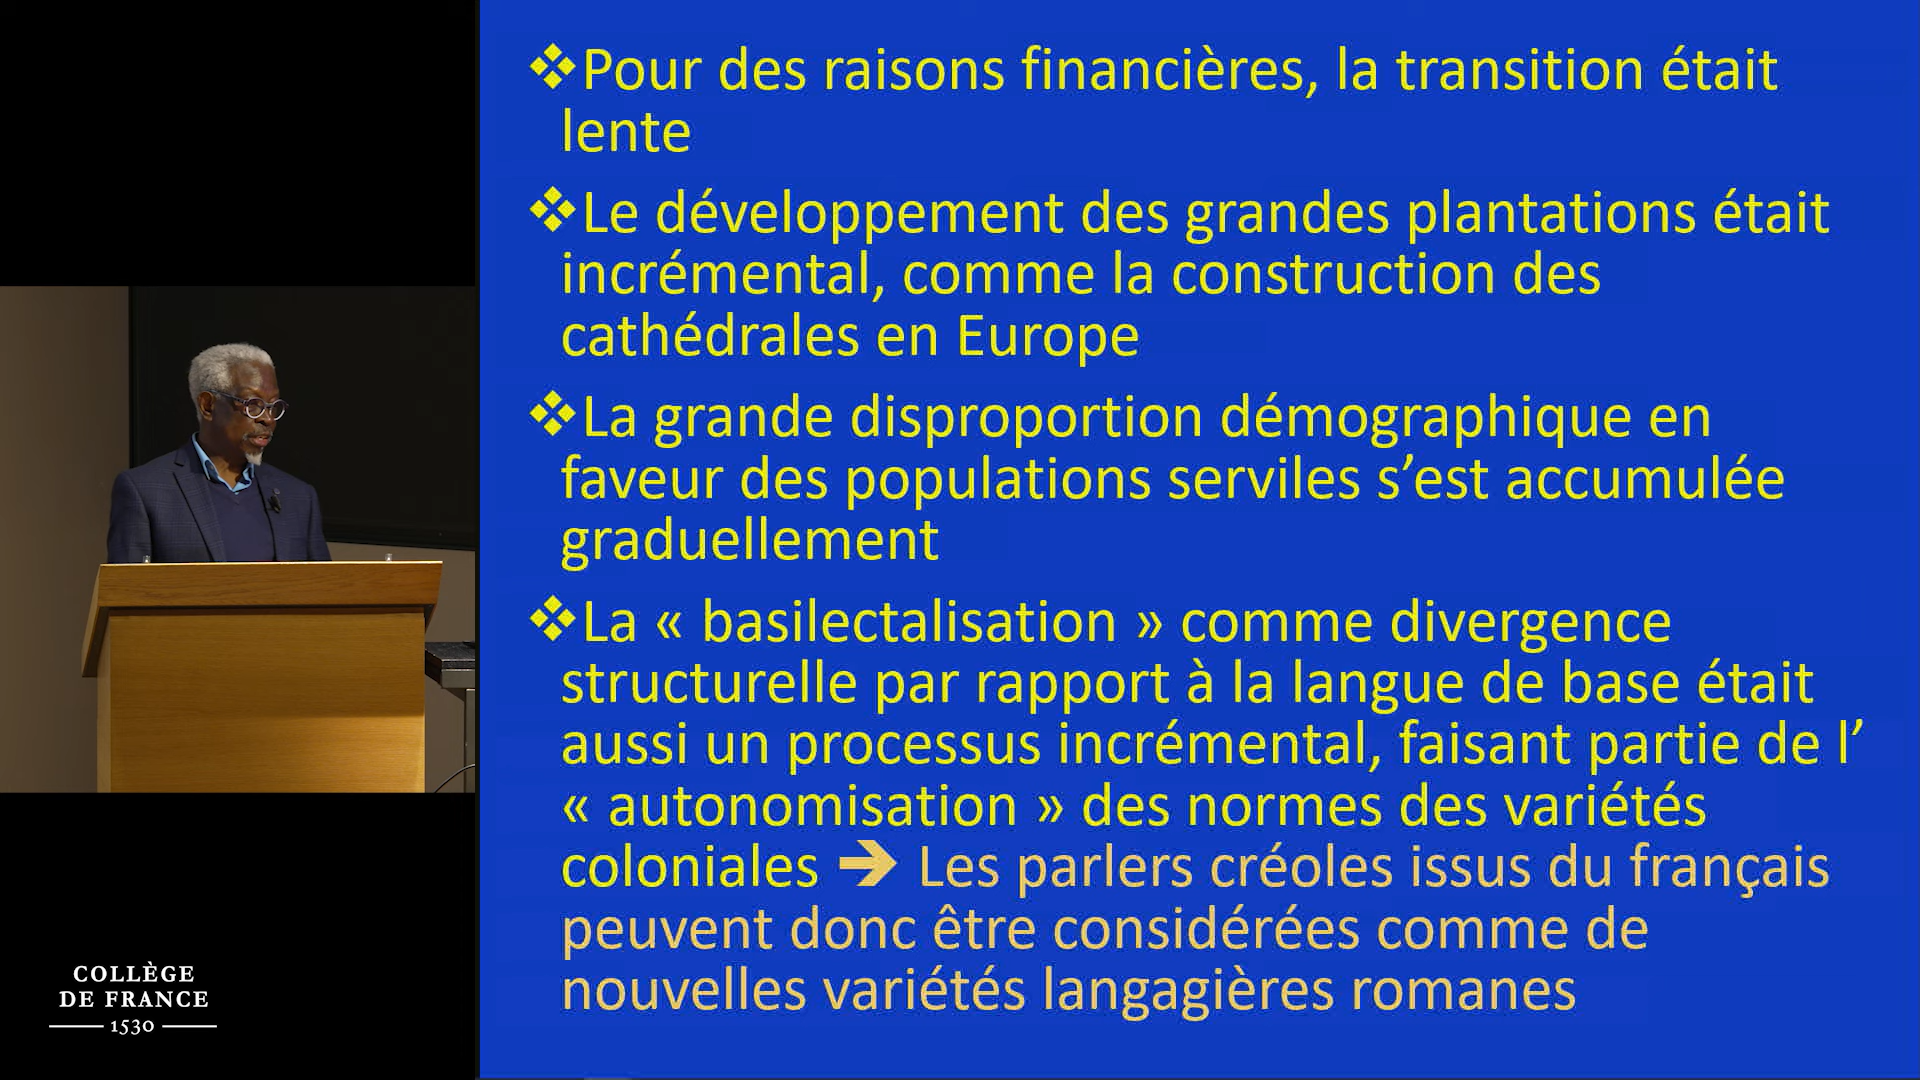 ❖Pour des raisons financières, la transition était
lente
❖Le développement des grandes plantations était
incrémental, comme la construction des
cathédrales en Europe
❖La grande disproportion démographique en
faveur des populations serviles s’est accumulée
graduellement
❖La « basilectalisation » comme divergence
structurelle par rapport à la langue de base était
aussi un processus incrémental, faisant partie de l’
« autonomisation » des normes des variétés
coloniales ➔ Les parlers créoles issus du français
peuvent donc être considérées comme de
nouvelles variétés langagières romanes
COLLÈGE
DE FRANCE
1530